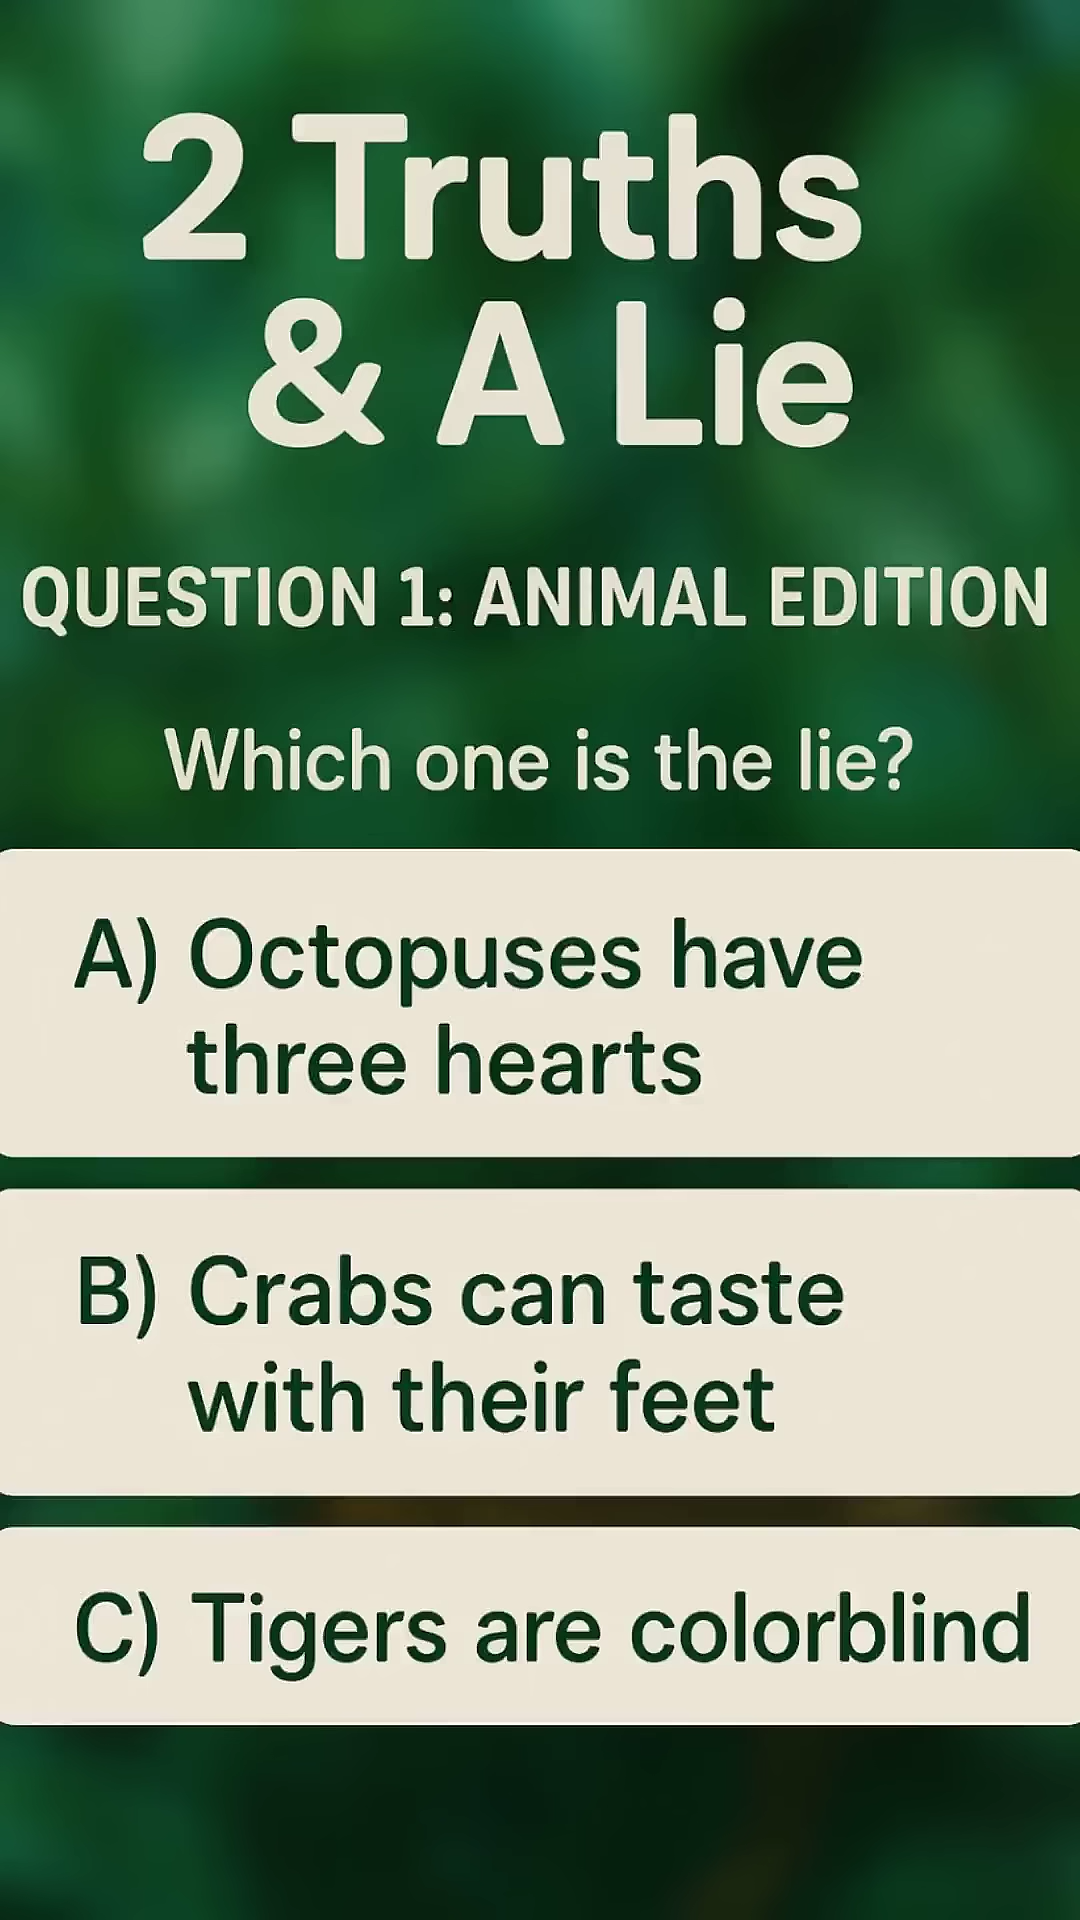 2 Truths
& A Lie
QUESTION 1: ANIMAL EDITION
Which one is the lie?
A) Octopuses have
three hearts
B) Crabs can taste
with their feet
C) Tigers are colorblind